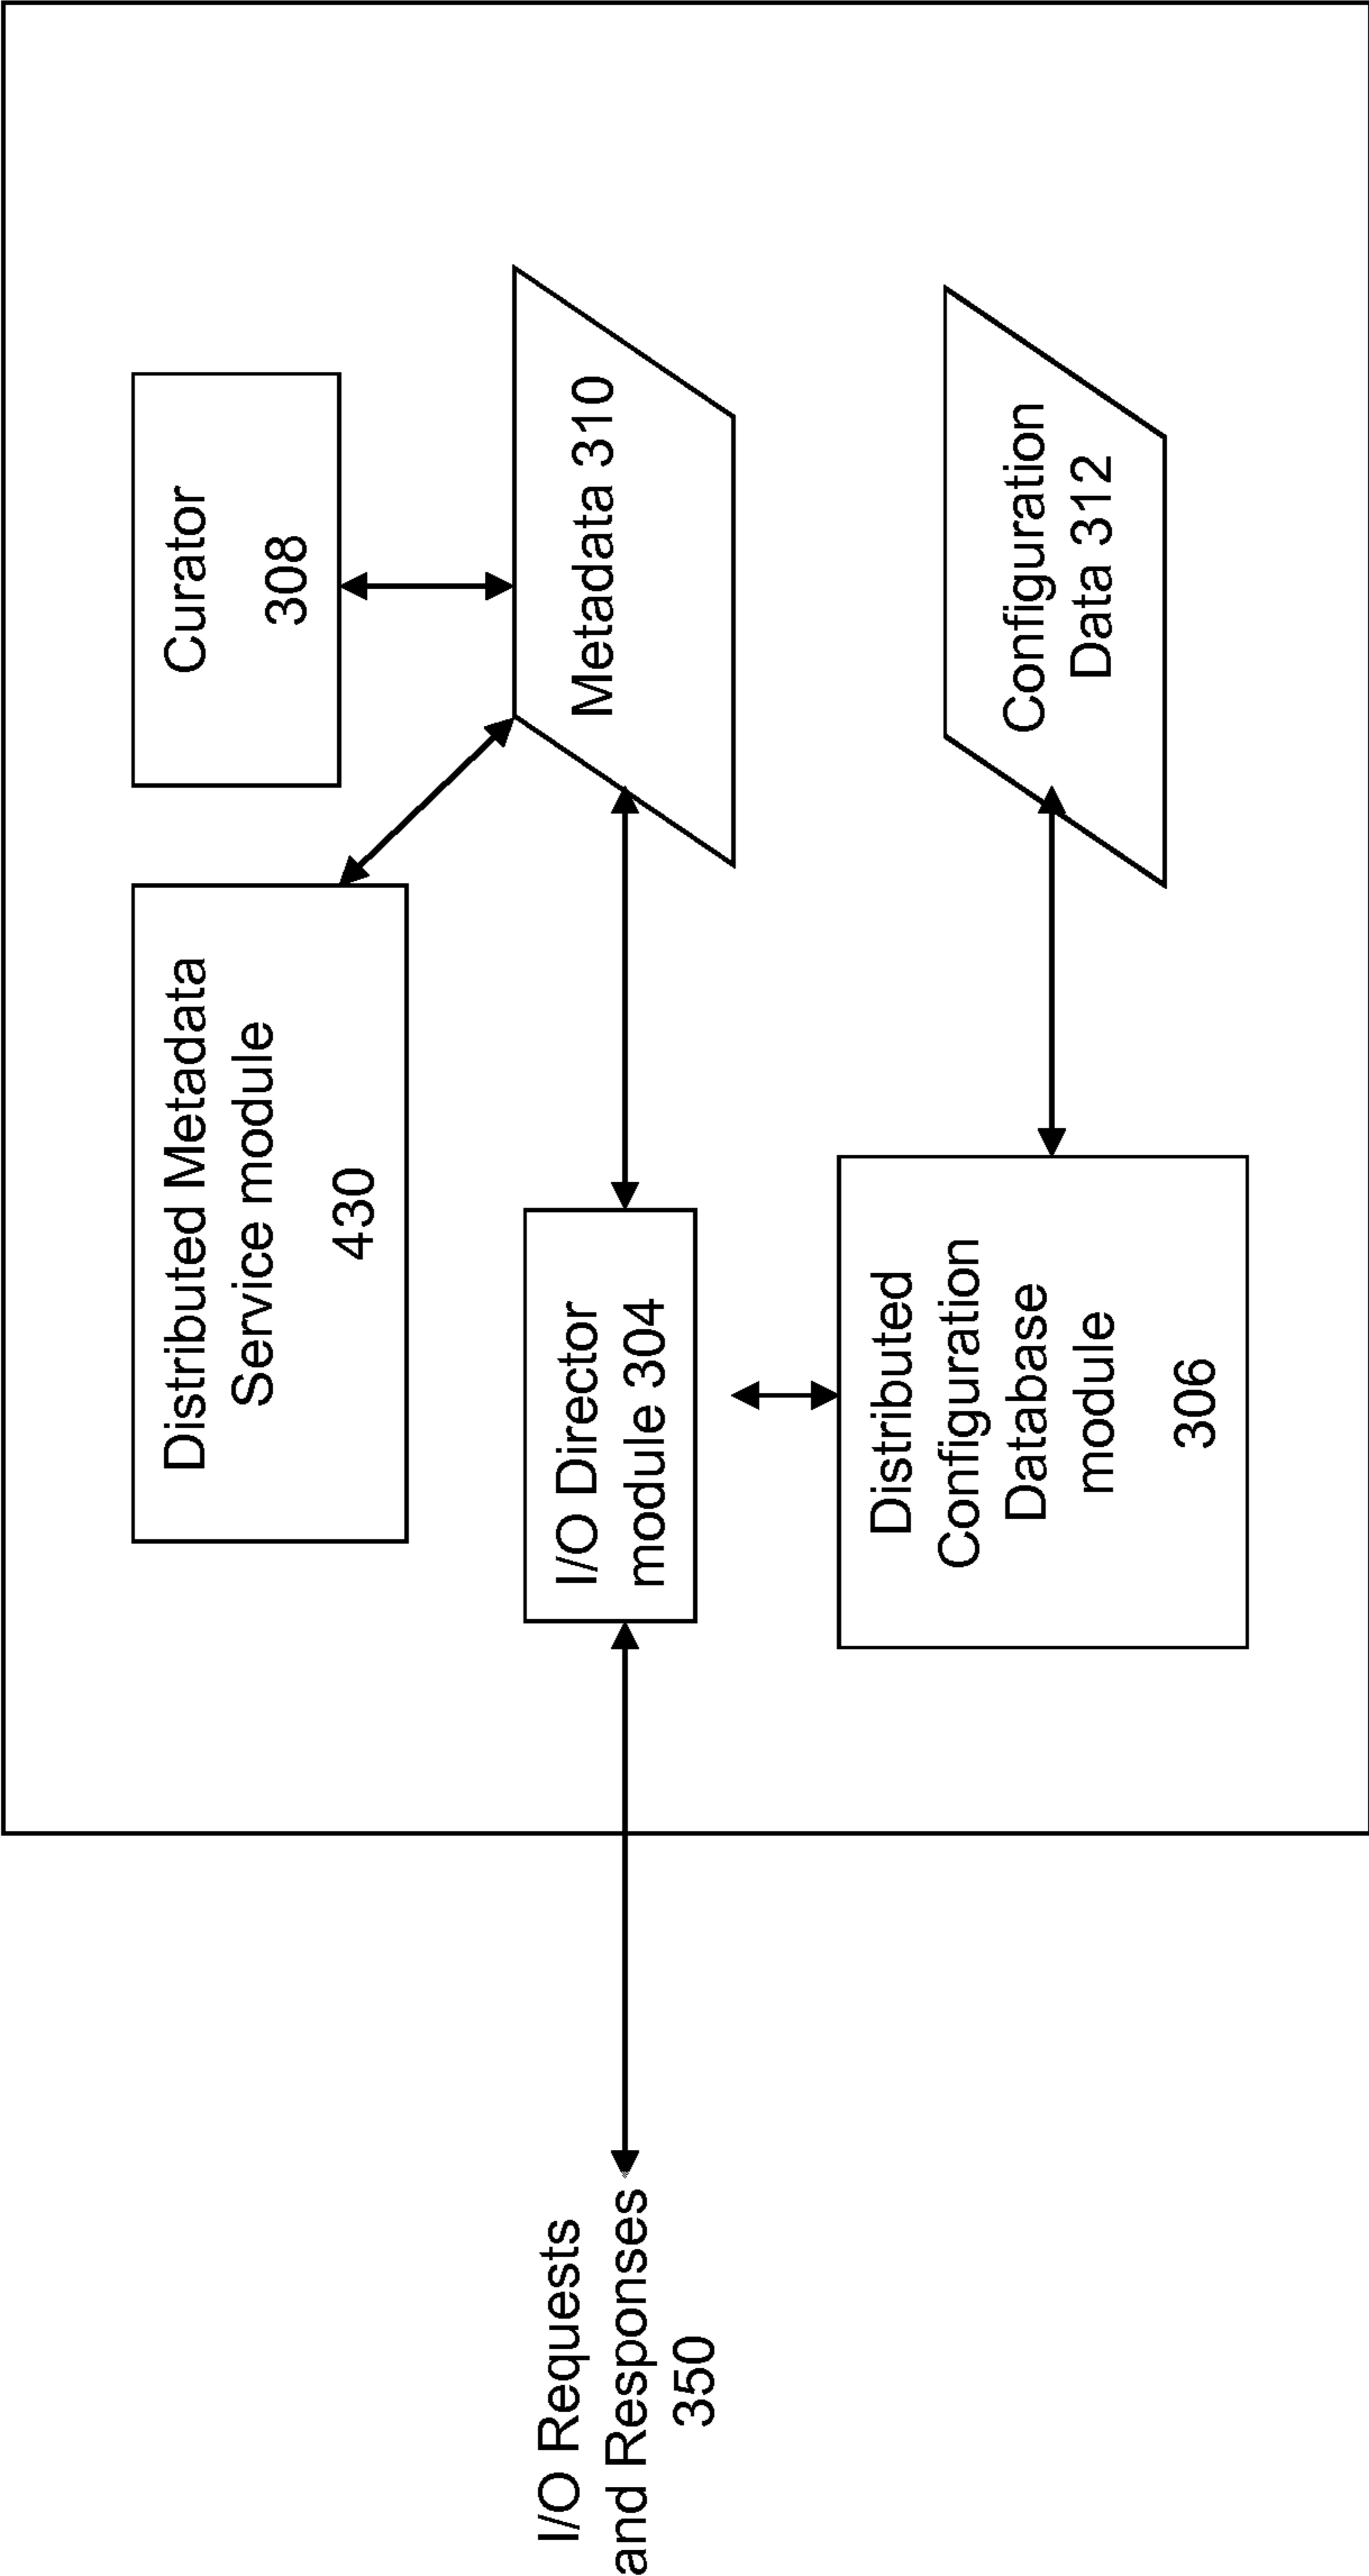 Distributed Metadata
Service module
430
Curator
308
I/O Requests
and Responses
350
I/O Director
module 304
Metadata 310
Distributed
Configuration
Database
module
306
Configuration
Data 312